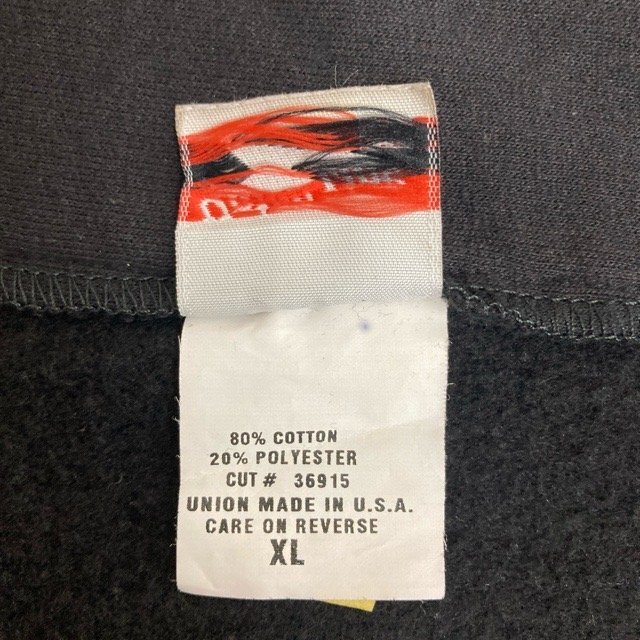 80% COTTON
20% POLYESTER
CUT # 36915
UNION MADE IN U.S.A.
CARE ON REVERSE
XL